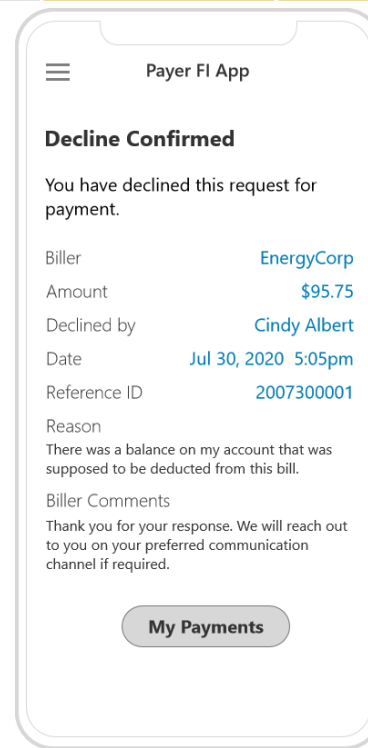 Payer FI App
Decline Confirmed
You have declined this request for
payment.
Biller EnergyCorp
Amount $95.75
Declined by Cindy Albert
Date Jul 30, 2020 5:05pm
Reference ID 2007300001
Reason
There was a balance on my account that was
supposed to be deducted from this bill.
Biller Comments
Thank you for your response. We will reach out
to you on your preferred communication
channel if required.
My Payments